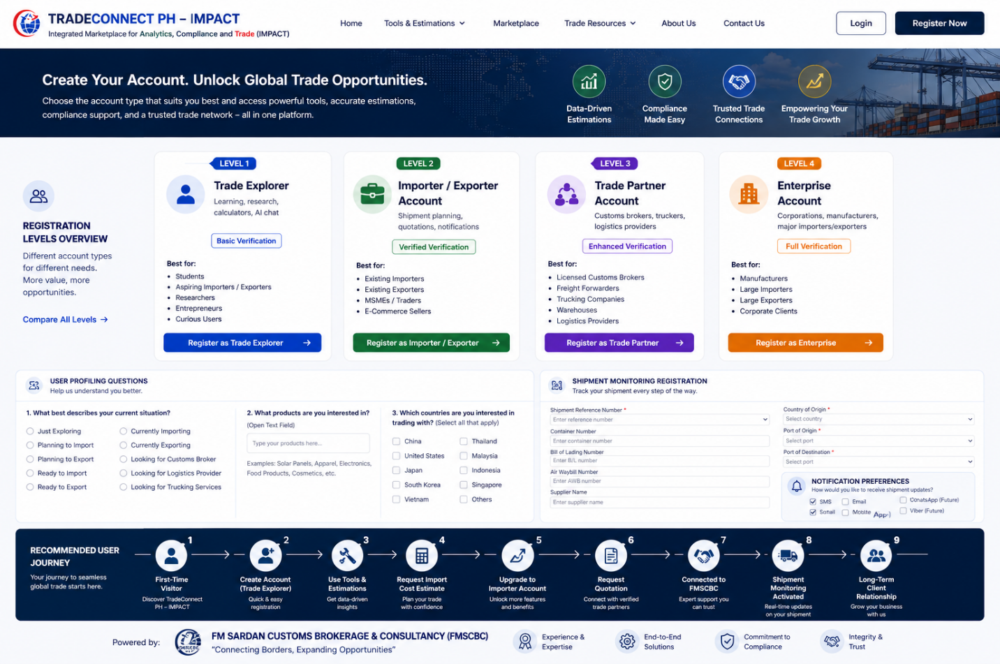 TRADECONNECT PH – IMPACT
Integrated Marketplace for Analytics, Compliance and Trade (IMPACT)
Home
Tools & Estimations
Marketplace
Trade Resources
About Us
Contact Us
Login
Register Now
Create Your Account. Unlock Global Trade Opportunities.
Choose the account type that suits you best and access powerful tools, accurate estimations,
compliance support, and a trusted trade network – all in one platform.
Data-Driven
Estimations
Compliance
Made Easy
Trusted Trade
Connections
Empowering Your
Trade Growth
REGISTRATION
LEVELS OVERVIEW
Different account types
for different needs.
More value, more
opportunities.
Compare All Levels →
LEVEL 1
Trade Explorer
Learning, research,
calculators, AI chat
Basic Verification
Best for:
• Students
• Aspiring Importers / Exporters
• Researchers
• Entrepreneurs
• Curious Users
Register as Trade Explorer →
LEVEL 2
Importer / Exporter
Account
Shipment planning,
quotations, notifications
Verified Verification
Best for:
• Existing Importers
• Existing Exporters
• MSMEs / Traders
• E-Commerce Sellers
Register as Importer / Exporter →
LEVEL 3
Trade Partner
Account
Customs brokers, truckers,
logistics providers
Enhanced Verification
Best for:
• Licensed Customs Brokers
• Freight Forwarders
• Trucking Companies
• Warehouses
• Logistics Providers
Register as Trade Partner →
LEVEL 4
Enterprise
Account
Corporations, manufacturers,
major importers/exporters
Full Verification
Best for:
• Manufacturers
• Large Importers
• Large Exporters
• Corporate Clients
Register as Enterprise →
USER PROFILING QUESTIONS
Help us understand you better.
1. What best describes your current situation?
Just Exploring
Planning to Import
Planning to Export
Ready to Import
Ready to Export
Currently Importing
Currently Exporting
Looking for Customs Broker
Looking for Logistics Provider
Looking for Trucking Services
2. What products are you interested in?
(Open Text Field)
Type your products here...
Examples: Solar Panels, Apparel, Electronics,
Food Products, Cosmetics, etc.
3. Which countries are you interested in
trading with? (Select all that apply)
China
United States
Japan
South Korea
Vietnam
Thailand
Malaysia
Indonesia
Singapore
Others
SHIPMENT MONITORING REGISTRATION
Track your shipment every step of the way.
Shipment Reference Number *
Enter reference number
Container Number
Enter container number
Bill of Lading Number
Enter B/L number
Air Waybill Number
Enter AWB number
Supplier Name
Enter supplier name
Country of Origin *
Select country
Port of Origin *
Select port
Port of Destination *
Select port
NOTIFICATION PREFERENCES
How would you like to receive shipment updates?
SMS
Email
(Future)
Viber (Future)
RECOMMENDED USER
JOURNEY
Your journey to seamless
global trade starts here.
1
First-Time
Visitor
Discover TradeConnect
PH – IMPACT
2
Create Account
(Trade Explorer)
Quick & easy
registration
3
Use Tools &
Estimations
Get data-driven
insights
4
Request Import
Cost Estimate
Plan your trade
with confidence
5
Upgrade to
Importer Account
Unlock more features
and benefits
6
Request
Quotation
Connect with verified
trade partners
7
Connected to
FMSCBC
Expert support you
can trust
8
Shipment
Monitoring
Activated
Real-time updates
on your shipment
9
Long-Term
Client
Relationship
Grow your business
with us
Powered by:
FM SARDAN CUSTOMS BROKERAGE & CONSULTANCY (FMSCBC)
"Connecting Borders, Expanding Opportunities"
Experience &
Expertise
End-to-End
Solutions
Commitment to
Compliance
Integrity &
Trust